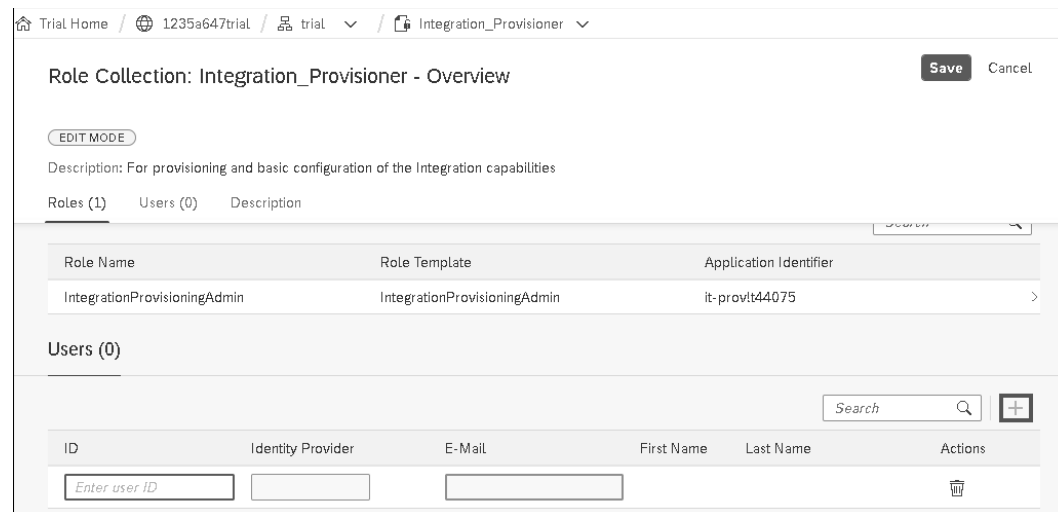 Trial Home / 1235a647trial / trial / Integration_Provisioner
Role Collection: Integration_Provisioner - Overview
Save Cancel
EDIT MODE
Description: For provisioning and basic configuration of the Integration capabilities
Roles (1) Users (0) Description
Search
Role Name Role Template Application Identifier
IntegrationProvisioningAdmin IntegrationProvisioningAdmin it-prov!t44075
Users (0)
Search
ID Identity Provider E-Mail First Name Last Name Actions
Enter user ID